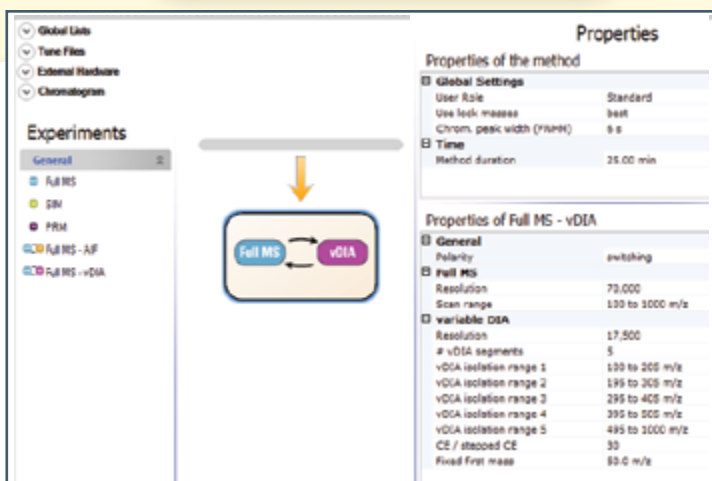 Global Lists
Tune Files
External Hardware
Chromatogram
Experiments
General
Full MS
SIM
PRM
Full MS - AIF
Full MS - vDIA
Full MS
vDIA
Properties
Properties of the method
Global Settings
User Role Standard
Use lock masses best
Chrom. peak width (FWHM) 6 s
Time
Method duration 25.00 min
Properties of Full MS - vDIA
General
Polarity switching
Full MS
Resolution 70,000
Scan range 100 to 1000 m/z
variable DIA
Resolution 17,500
# vDIA segments 5
vDIA isolation range 1 100 to 205 m/z
vDIA isolation range 2 195 to 305 m/z
vDIA isolation range 3 295 to 405 m/z
vDIA isolation range 4 395 to 505 m/z
vDIA isolation range 5 495 to 1000 m/z
CE / stepped CE 30
Fixed first mass 50.0 m/z